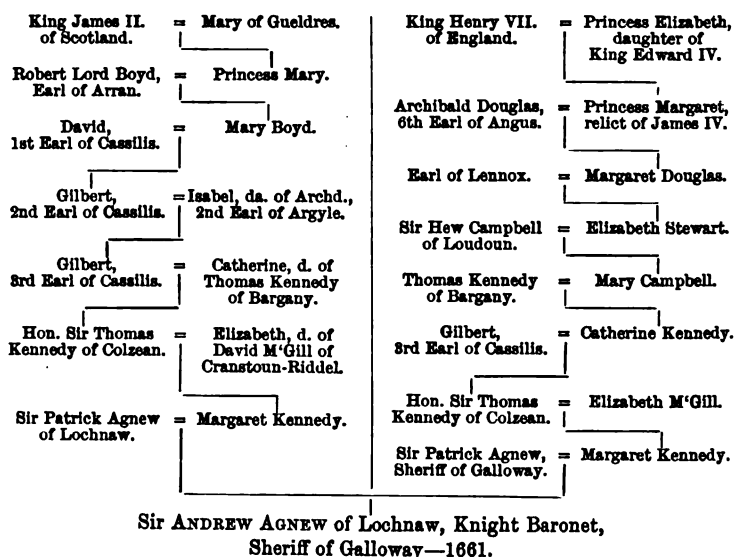 King James II. = Mary of Gueldres.
of Scotland.
Robert Lord Boyd, = Princess Mary.
Earl of Arran.
David, = Mary Boyd.
1st Earl of Cassilis.
Gilbert, = Isabel, da. of Archd.,
2nd Earl of Cassilis. 2nd Earl of Argyle.
Gilbert, = Catherine, d. of
3rd Earl of Cassilis. Thomas Kennedy
of Bargany.
Hon. Sir Thomas = Elizabeth, d. of
Kennedy of Colzean. David M'Gill of
Cranstoun-Riddel.
Sir Patrick Agnew = Margaret Kennedy.
of Lochnaw.
King Henry VII. = Princess Elizabeth,
of England. daughter of
King Edward IV.
Archibald Douglas, = Princess Margaret,
6th Earl of Angus. relict of James IV.
Earl of Lennox. = Margaret Douglas.
Sir Hew Campbell = Elizabeth Stewart.
of Loudoun.
Thomas Kennedy = Mary Campbell.
of Bargany.
Gilbert, = Catherine Kennedy.
3rd Earl of Cassilis.
Hon. Sir Thomas = Elizabeth M'Gill.
Kennedy of Colzean.
Sir Patrick Agnew, = Margaret Kennedy.
Sheriff of Galloway.
Sir ANDREW AGNEW of Lochnaw, Knight Baronet,
Sheriff of Galloway—1661.